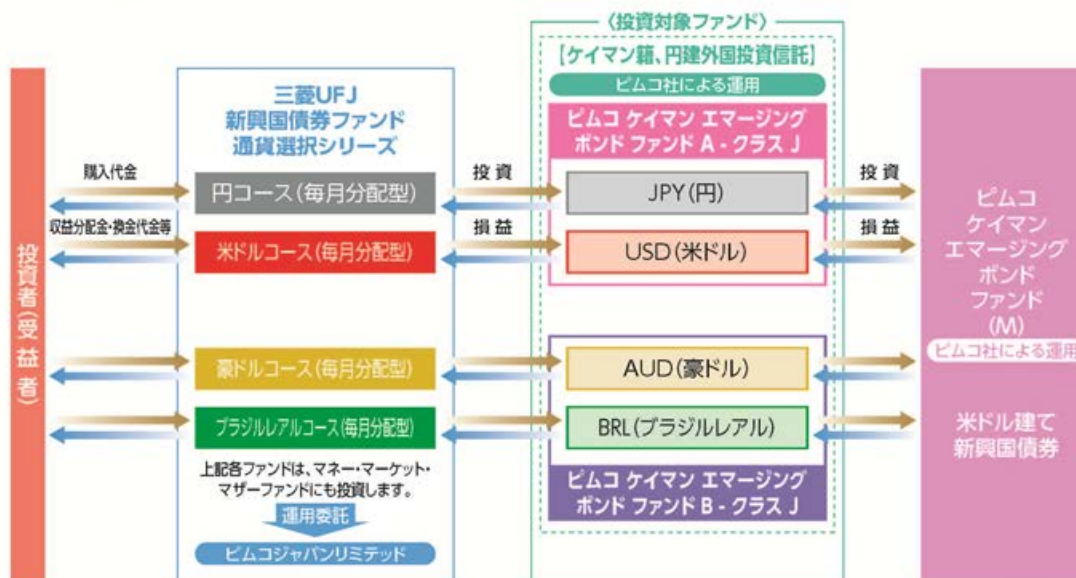 〈投資対象ファンド〉
【ケイマン籍、円建外国投資信託】
ピムコ社による運用
三菱UFJ
新興国債券ファンド
通貨選択シリーズ
ピムコ ケイマン エマージング
ボンド ファンド A - クラス J
購入代金
円コース(毎月分配型)
投 資
JPY(円)
投 資
収益分配金・換金代金等
米ドルコース(毎月分配型)
損 益
USD(米ドル)
損 益
投資者(受益者)
豪ドルコース(毎月分配型)
AUD(豪ドル)
ブラジルレアルコース(毎月分配型)
BRL(ブラジルレアル)
上記各ファンドは、マネー・マーケット・
マザーファンドにも投資します。
運用委託
ピムコジャパンリミテッド
ピムコ ケイマン エマージング
ボンド ファンド B - クラス J
ピムコ
ケイマン
エマージング
ボンド
ファンド
(M)
ピムコ社による運用
米ドル建て
新興国債券